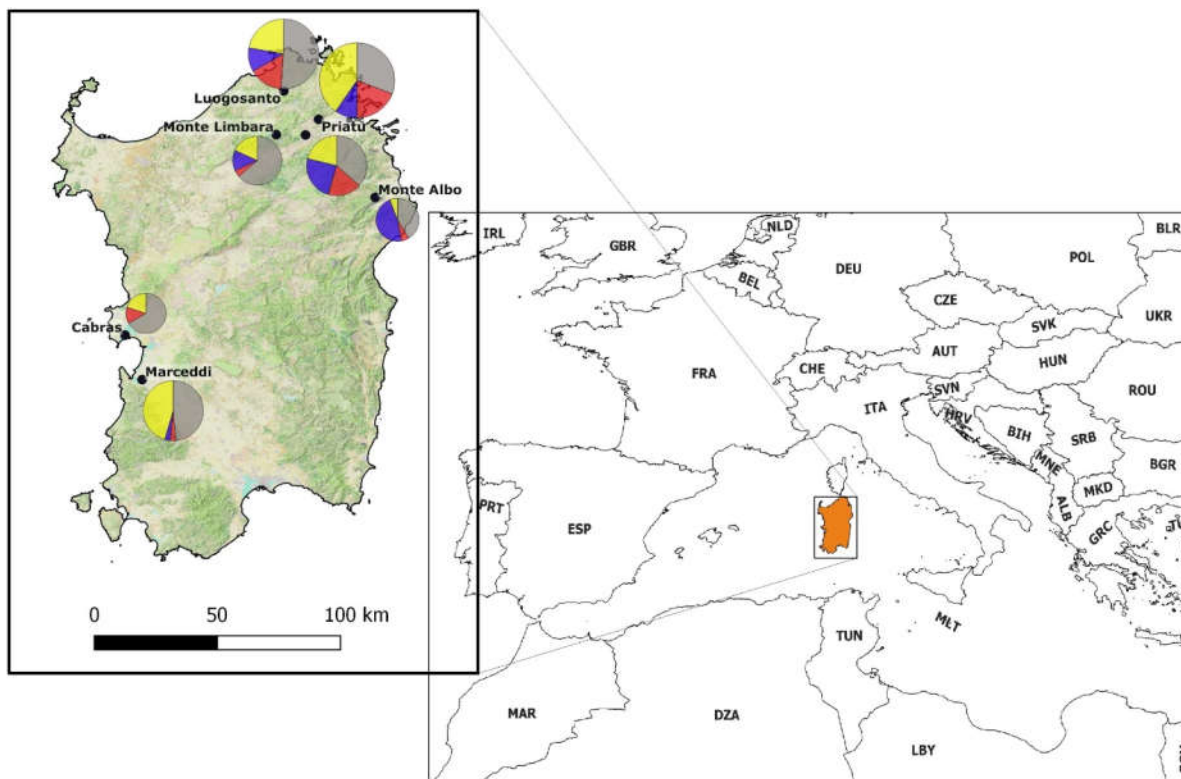 Luogosanto
Monte Limbara
Priatu
Monte Albo
Cabras
Marceddi
0 50 100 km
IRL
GBR
NLD
BEL
DEU
POL
BLR
CZE
SVK
UKR
AUT
HUN
FRA
CHE
SVN
ITA
HRV
BIH
SRB
ROU
MNE
BGR
MKD
ALB
GRC
PRT
ESP
MLT
TUN
MAR
DZA
LBY